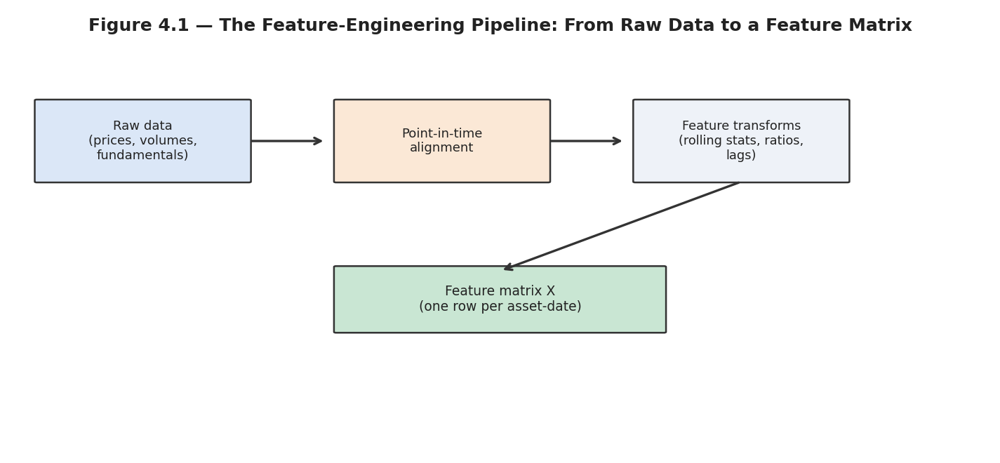 Figure 4.1 — The Feature-Engineering Pipeline: From Raw Data to a Feature Matrix
Raw data
(prices, volumes,
fundamentals)
Point-in-time
alignment
Feature transforms
(rolling stats, ratios,
lags)
Feature matrix X
(one row per asset-date)